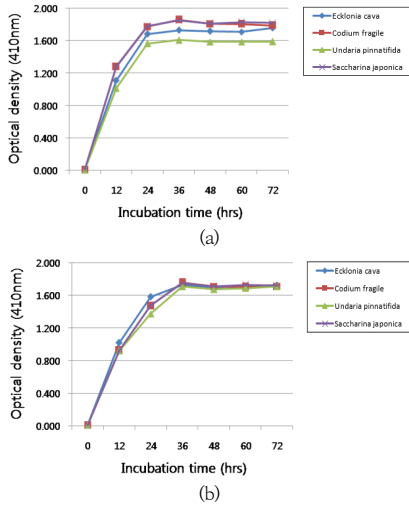 2.000
1.600
1.200
0.800
0.400
0.000
Optical density (410nm)
0 12 24 36 48 60 72
Incubation time (hrs)
Ecklonia cava
Codium fragile
Undaria pinnatifida
Saccharina japonica
(a)
2.000
1.600
1.200
0.800
0.400
0.000
Optical density (410nm)
0 12 24 36 48 60 72
Incubation time (hrs)
Ecklonia cava
Codium fragile
Undaria pinnatifida
Saccharina japonica
(b)